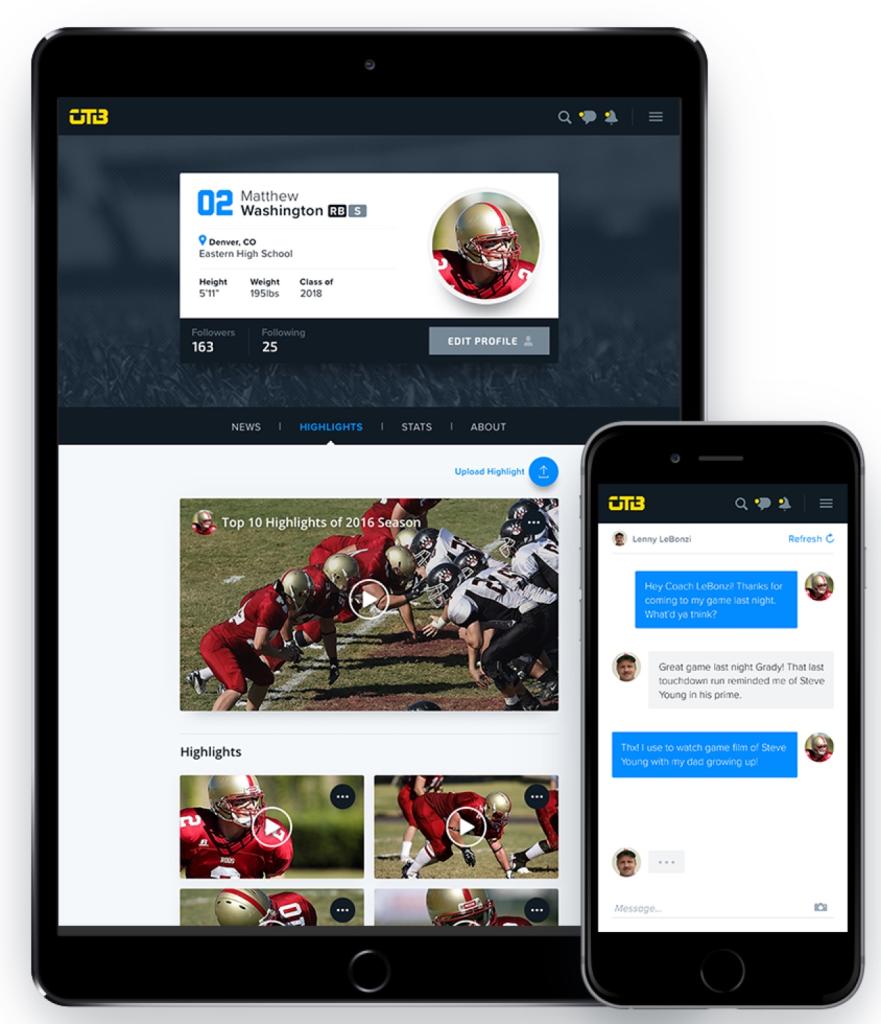 UTB
02 Matthew
Washington RB S
Denver, CO
Eastern High School
Height Weight Class of
5'11" 195lbs 2018
Followers Following
163 25
EDIT PROFILE
NEWS | HIGHLIGHTS | STATS | ABOUT
Upload Highlight
Top 10 Highlights of 2016 Season
Highlights
2
REDS
UTB
Lenny LeBonzi Refresh
Hey Coach LeBonzi! Thanks for
coming to my game last night.
What'd ya think?
Great game last night Grady! That last
touchdown run reminded me of Steve
Young in his prime.
Thx! I use to watch game film of Steve
Young with my dad growing up!
Message...